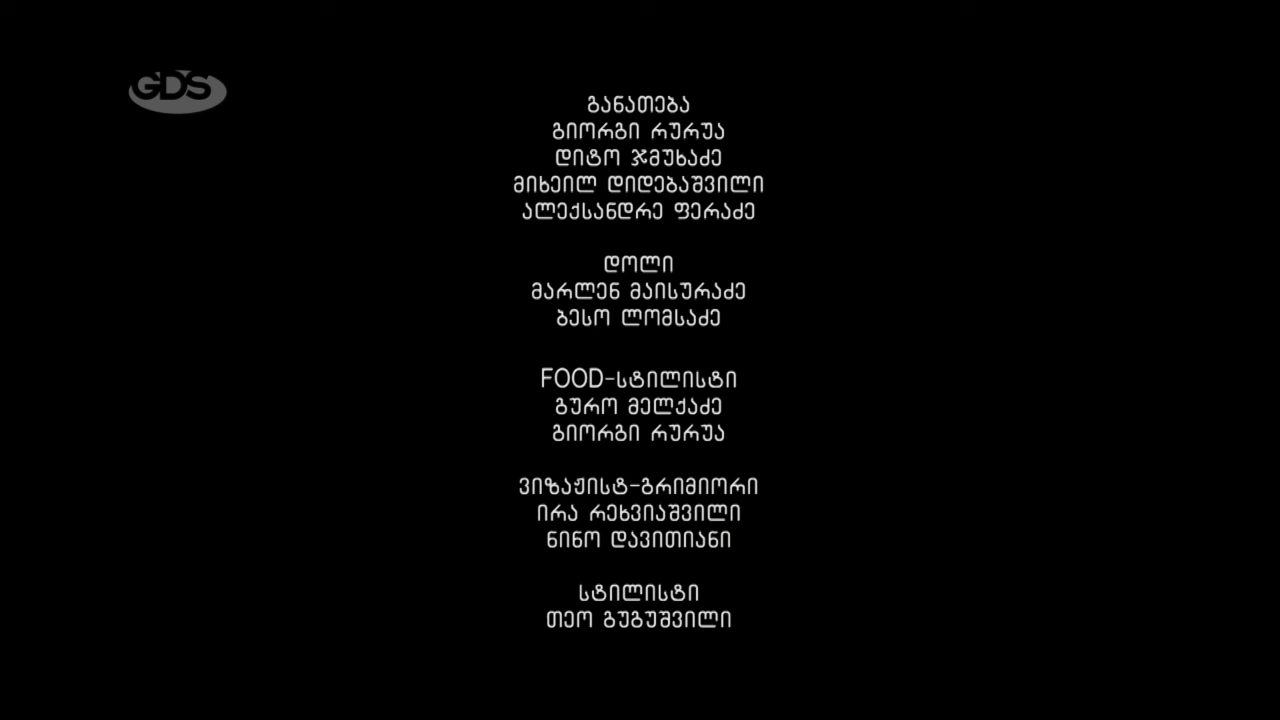 GDS
განათება
გიორგი რურუა
დიტო ჯმუხაძე
მიხეილ დიდებაშვილი
ალექსანდრე ფერაძე
დოლი
მარლენ მაისურაძე
ბესო ლომსაძე
FOOD-სტილისტი
გურო მელქაძე
გიორგი რურუა
ვიზაჟისტ-გრიმიორი
ირა რეხვიაშვილი
ნინო დავითიანი
სტილისტი
თეო გუგუშვილი